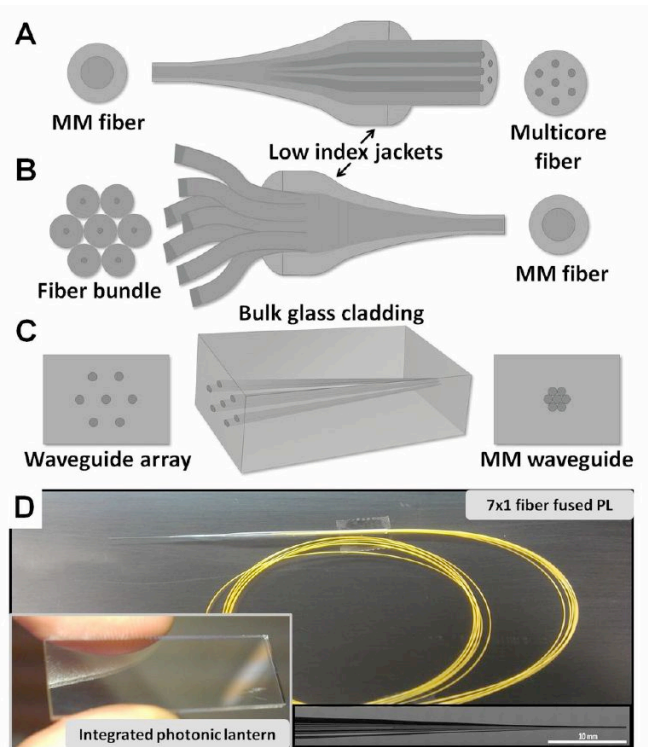 A
MM fiber
Multicore
fiber
Low index jackets
B
Fiber bundle
MM fiber
Bulk glass cladding
C
Waveguide array
MM waveguide
D
7x1 fiber fused PL
Integrated photonic lantern
10 mm